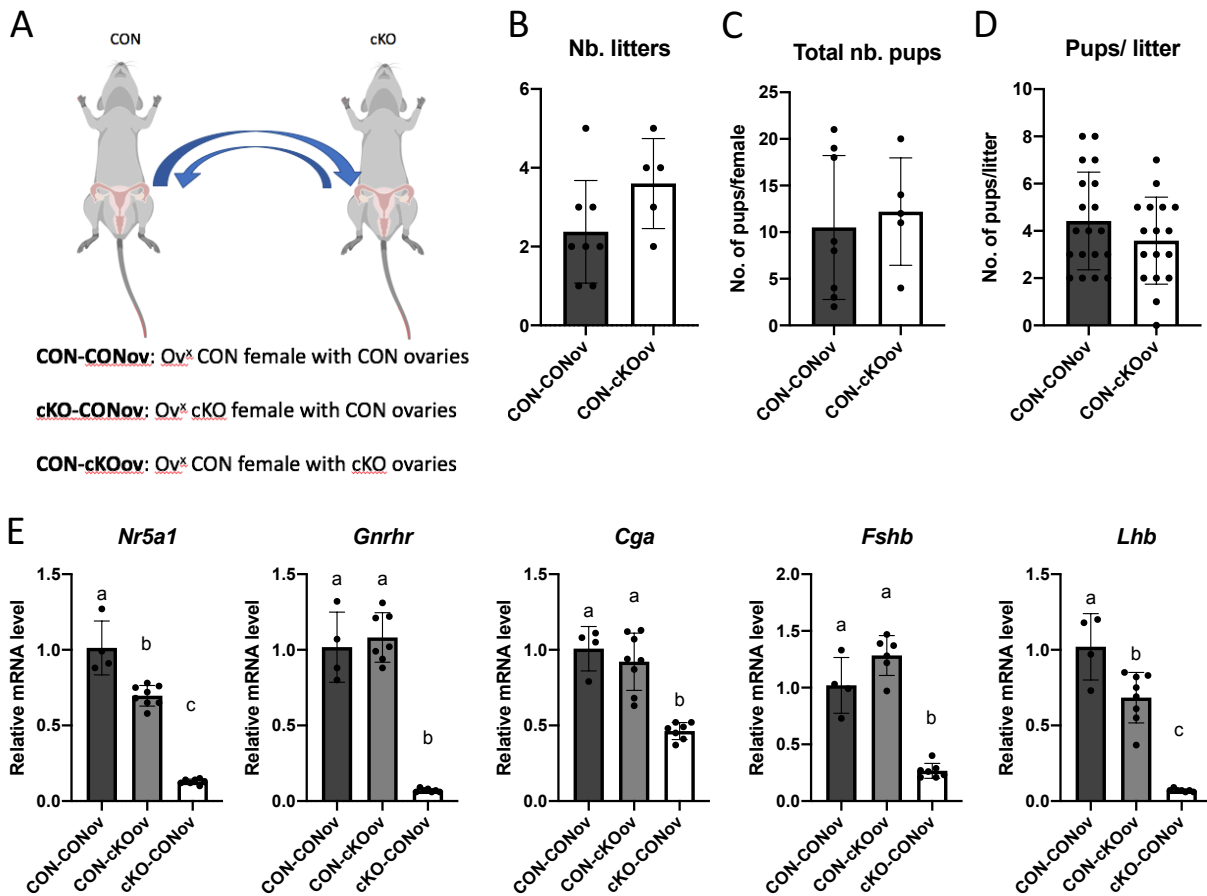 A
CON
cKO
CON-CONov: Ovˣ CON female with CON ovaries
cKO-CONov: Ovˣ cKO female with CON ovaries
CON-cKOov: Ovˣ CON female with cKO ovaries
B
Nb. litters
6
4
2
0
CON-CONov
CON-cKOov
C
Total nb. pups
No. of pups/female
25
20
15
10
5
0
CON-CONov
CON-cKOov
D
Pups/ litter
No. of pups/litter
10
8
6
4
2
0
CON-CONov
CON-cKOov
E
Nr5a1
Relative mRNA level
1.5
1.0
0.5
0.0
a
b
c
CON-CONov
CON-cKOov
cKO-CONov
Gnrhr
Relative mRNA level
1.5
1.0
0.5
0.0
a
a
b
CON-CONov
CON-cKOov
cKO-CONov
Cga
Relative mRNA level
1.5
1.0
0.5
0.0
a
a
b
CON-CONov
CON-cKOov
cKO-CONov
Fshb
Relative mRNA level
2.0
1.5
1.0
0.5
0.0
a
a
b
CON-CONov
CON-cKOov
cKO-CONov
Lhb
Relative mRNA level
1.5
1.0
0.5
0.0
a
b
c
CON-CONov
CON-cKOov
cKO-CONov